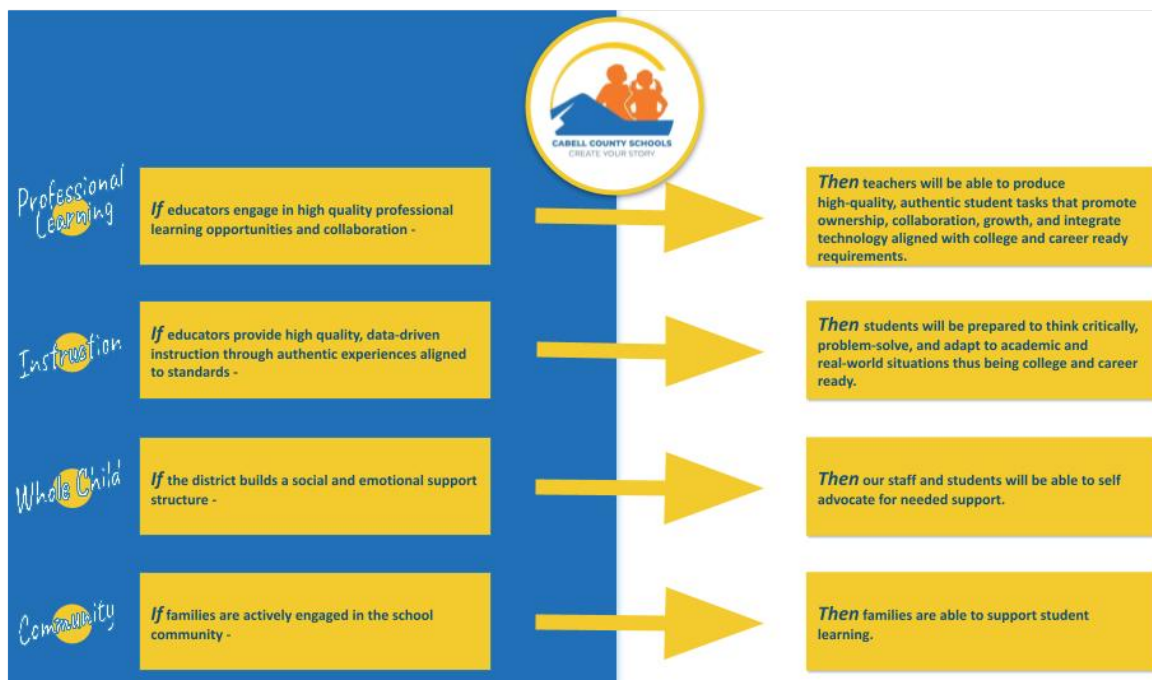 CABELL COUNTY SCHOOLS
CREATE YOUR STORY
Professional
Learning
If educators engage in high quality professional
learning opportunities and collaboration -
Then teachers will be able to produce
high-quality, authentic student tasks that promote
ownership, collaboration, growth, and integrate
technology aligned with college and career ready
requirements.
Instruction
If educators provide high quality, data-driven
instruction through authentic experiences aligned
to standards -
Then students will be prepared to think critically,
problem-solve, and adapt to academic and
real-world situations thus being college and career
ready.
Whole Child
If the district builds a social and emotional support
structure -
Then our staff and students will be able to self
advocate for needed support.
Community
If families are actively engaged in the school
community -
Then families are able to support student
learning.